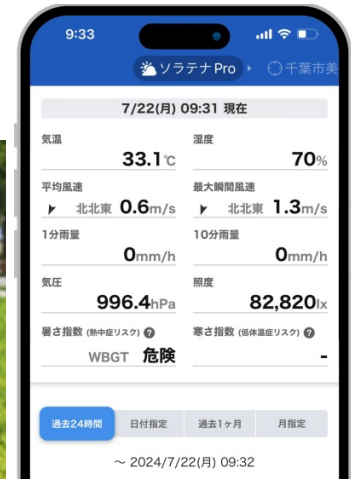 9:33
ソラテナPro 千葉市美
7/22(月) 09:31 現在
気温 湿度
33.1℃ 70%
平均風速 最大瞬間風速
北北東 0.6m/s 北北東 1.3m/s
1分雨量 10分雨量
0mm/h 0mm/h
気圧 照度
996.4hPa 82,820lx
暑さ指数 (熱中症リスク) ? 寒さ指数 (低体温症リスク) ?
WBGT 危険 -
過去24時間 日付指定 過去1ヶ月 月指定
～ 2024/7/22(月) 09:32